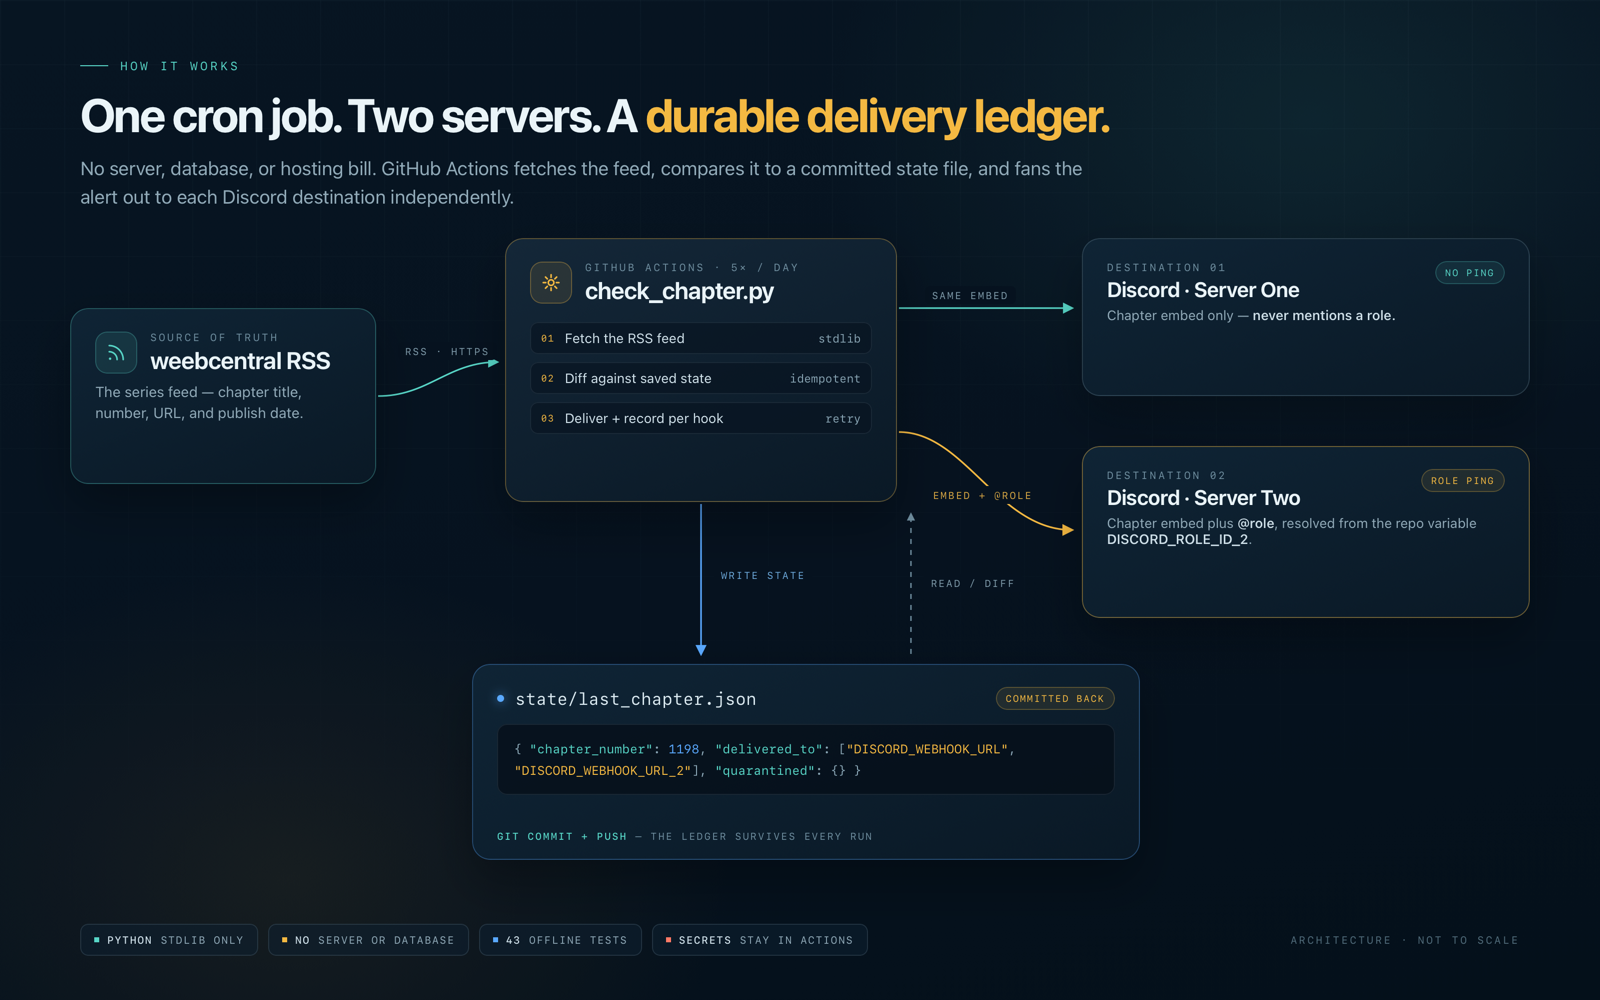 HOW IT WORKS
One cron job. Two servers. A durable delivery ledger.
No server, database, or hosting bill. GitHub Actions fetches the feed, compares it to a committed state file, and fans the
alert out to each Discord destination independently.
SOURCE OF TRUTH
weebcentral RSS
The series feed — chapter title,
number, URL, and publish date.
RSS · HTTPS
GITHUB ACTIONS · 5× / DAY
check_chapter.py
01 Fetch the RSS feed stdlib
02 Diff against saved state idempotent
03 Deliver + record per hook retry
SAME EMBED
DESTINATION 01
NO PING
Discord · Server One
Chapter embed only — never mentions a role.
EMBED + @ROLE
DESTINATION 02
ROLE PING
Discord · Server Two
Chapter embed plus @role, resolved from the repo variable
DISCORD_ROLE_ID_2.
WRITE STATE
READ / DIFF
state/last_chapter.json
COMMITTED BACK
{ "chapter_number": 1198, "delivered_to": ["DISCORD_WEBHOOK_URL",
"DISCORD_WEBHOOK_URL_2"], "quarantined": {} }
GIT COMMIT + PUSH — THE LEDGER SURVIVES EVERY RUN
PYTHON STDLIB ONLY
NO SERVER OR DATABASE
43 OFFLINE TESTS
SECRETS STAY IN ACTIONS
ARCHITECTURE · NOT TO SCALE